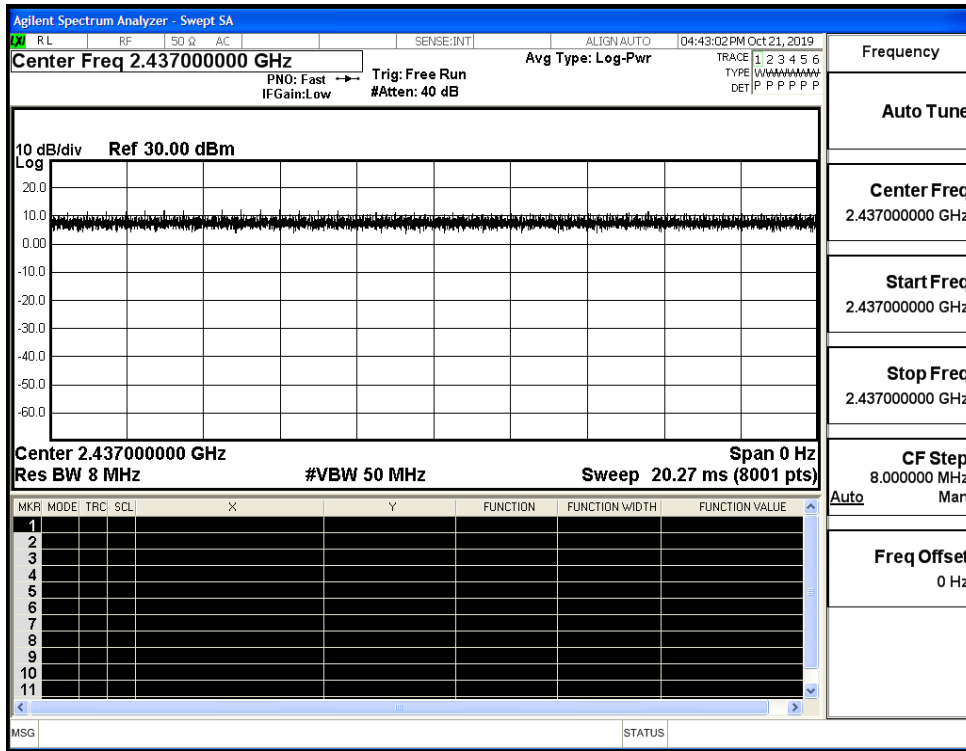 Agilent Spectrum Analyzer - Swept SA
LXI RL RF 50 Ω AC SENSE:INT ALIGN AUTO 04:43:02 PM Oct 21, 2019
Center Freq 2.437000000 GHz
Avg Type: Log-Pwr
TRACE 1 2 3 4 5 6
PNO: Fast
Trig: Free Run
TYPE
IFGain:Low
#Atten: 40 dB
DET P P P P P P
10 dB/div Ref 30.00 dBm
Log
20.0
10.0
0.00
-10.0
-20.0
-30.0
-40.0
-50.0
-60.0
Center 2.437000000 GHz Span 0 Hz
Res BW 8 MHz #VBW 50 MHz Sweep 20.27 ms (8001 pts)
MKR MODE TRC SCL X Y FUNCTION FUNCTION WIDTH FUNCTION VALUE
1
2
3
4
5
6
7
8
9
10
11
MSG STATUS
Frequency
Auto Tune
Center Freq
2.437000000 GHz
Start Freq
2.437000000 GHz
Stop Freq
2.437000000 GHz
CF Step
8.000000 MHz
Auto Man
Freq Offset
0 Hz